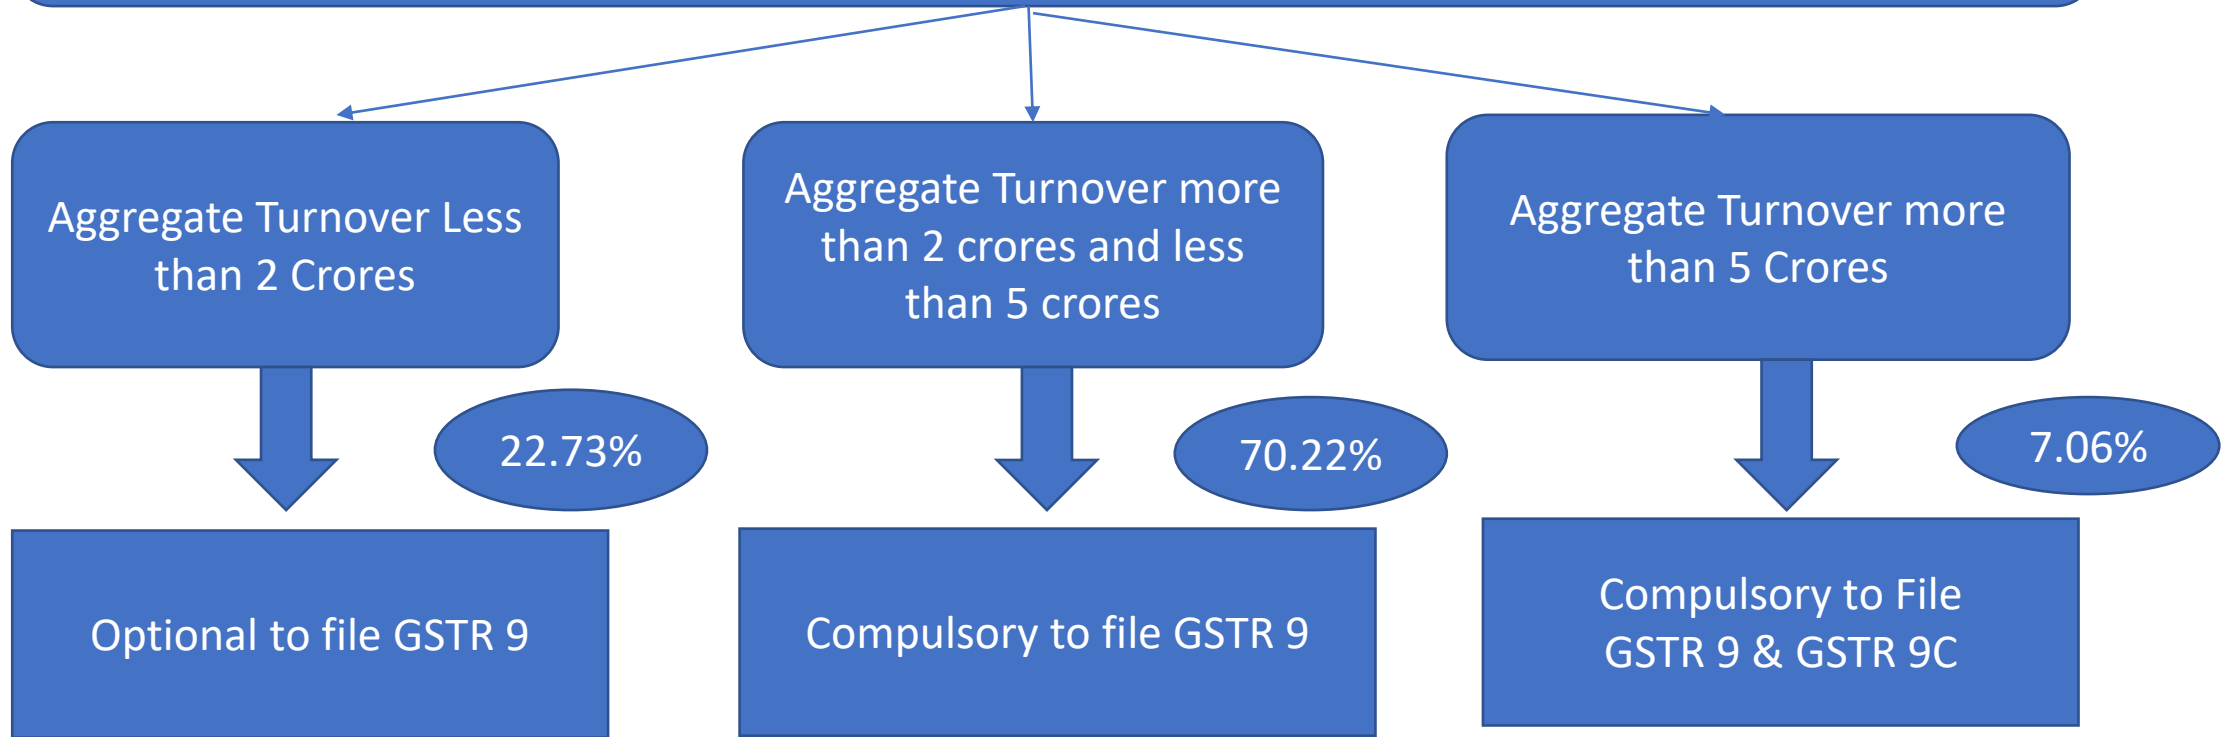 Aggregate Turnover Less
than 2 Crores
Aggregate Turnover more
than 2 crores and less
than 5 crores
Aggregate Turnover more
than 5 Crores
22.73%
70.22%
7.06%
Optional to file GSTR 9
Compulsory to file GSTR 9
Compulsory to File
GSTR 9 & GSTR 9C